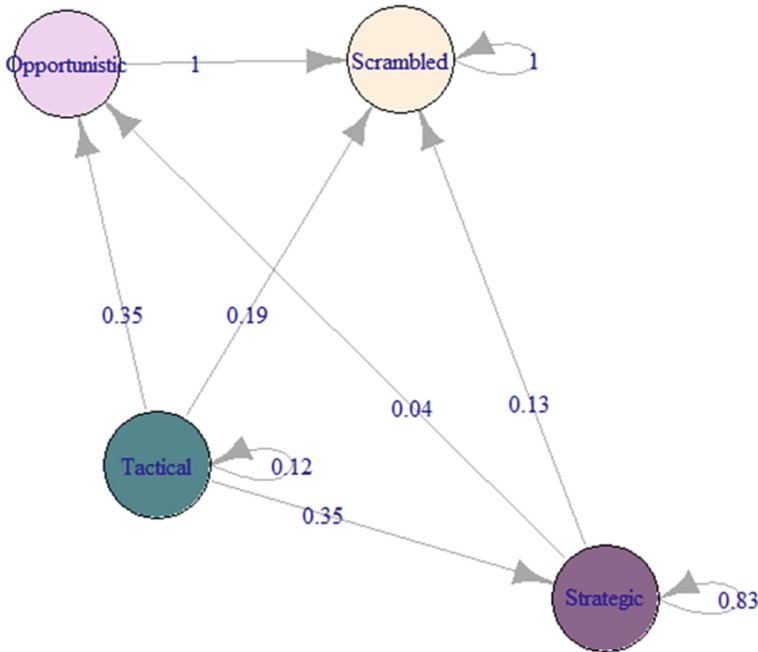 Opportunistic
1
Scrambled
1
0.35
0.19
0.04
0.13
Tactical
0.12
0.35
Strategic
0.83